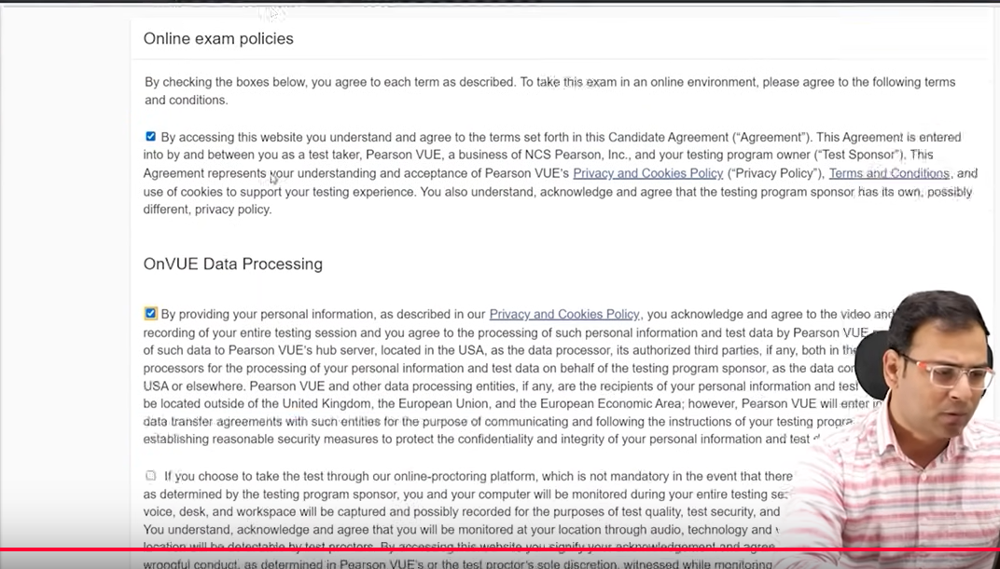 Online exam policies
By checking the boxes below, you agree to each term as described. To take this exam in an online environment, please agree to the following terms
and conditions.
By accessing this website you understand and agree to the terms set forth in this Candidate Agreement (“Agreement”). This Agreement is entered
into by and between you as a test taker, Pearson VUE, a business of NCS Pearson, Inc., and your testing program owner (“Test Sponsor”). This
Agreement represents your understanding and acceptance of Pearson VUE's Privacy and Cookies Policy (“Privacy Policy”), Terms and Conditions, and
use of cookies to support your testing experience. You also understand, acknowledge and agree that the testing program sponsor has its own, possibly
different, privacy policy.
OnVUE Data Processing
By providing your personal information, as described in our Privacy and Cookies Policy, you acknowledge and agree to the video and
recording of your entire testing session and you agree to the processing of such personal information and test data by Pearson VUE
of such data to Pearson VUE's hub server, located in the USA, as the data processor, its authorized third parties, if any, both in the
processors for the processing of your personal information and test data on behalf of the testing program sponsor, as the data
USA or elsewhere. Pearson VUE and other data processing entities, if any, are the recipients of your personal information and test
be located outside of the United Kingdom, the European Union, and the European Economic Area; however, Pearson VUE will enter
data transfer agreements with such entities for the purpose of communicating and following the instructions of your testing
establishing reasonable security measures to protect the confidentiality and integrity of your personal information and test
If you choose to take the test through our online-proctoring platform, which is not mandatory in the event that there
as determined by the testing program sponsor, you and your computer will be monitored during your entire testing
voice, desk, and workspace will be captured and possibly recorded for the purposes of test quality, test security, and
You understand, acknowledge and agree that you will be monitored at your location through audio, technology and
location will be detectable by test proctors. By accessing this website you signify your acknowledgement and
wrongful conduct, as determined in Pearson VUE's or the test proctor's sole discretion, witnessed while monitoring